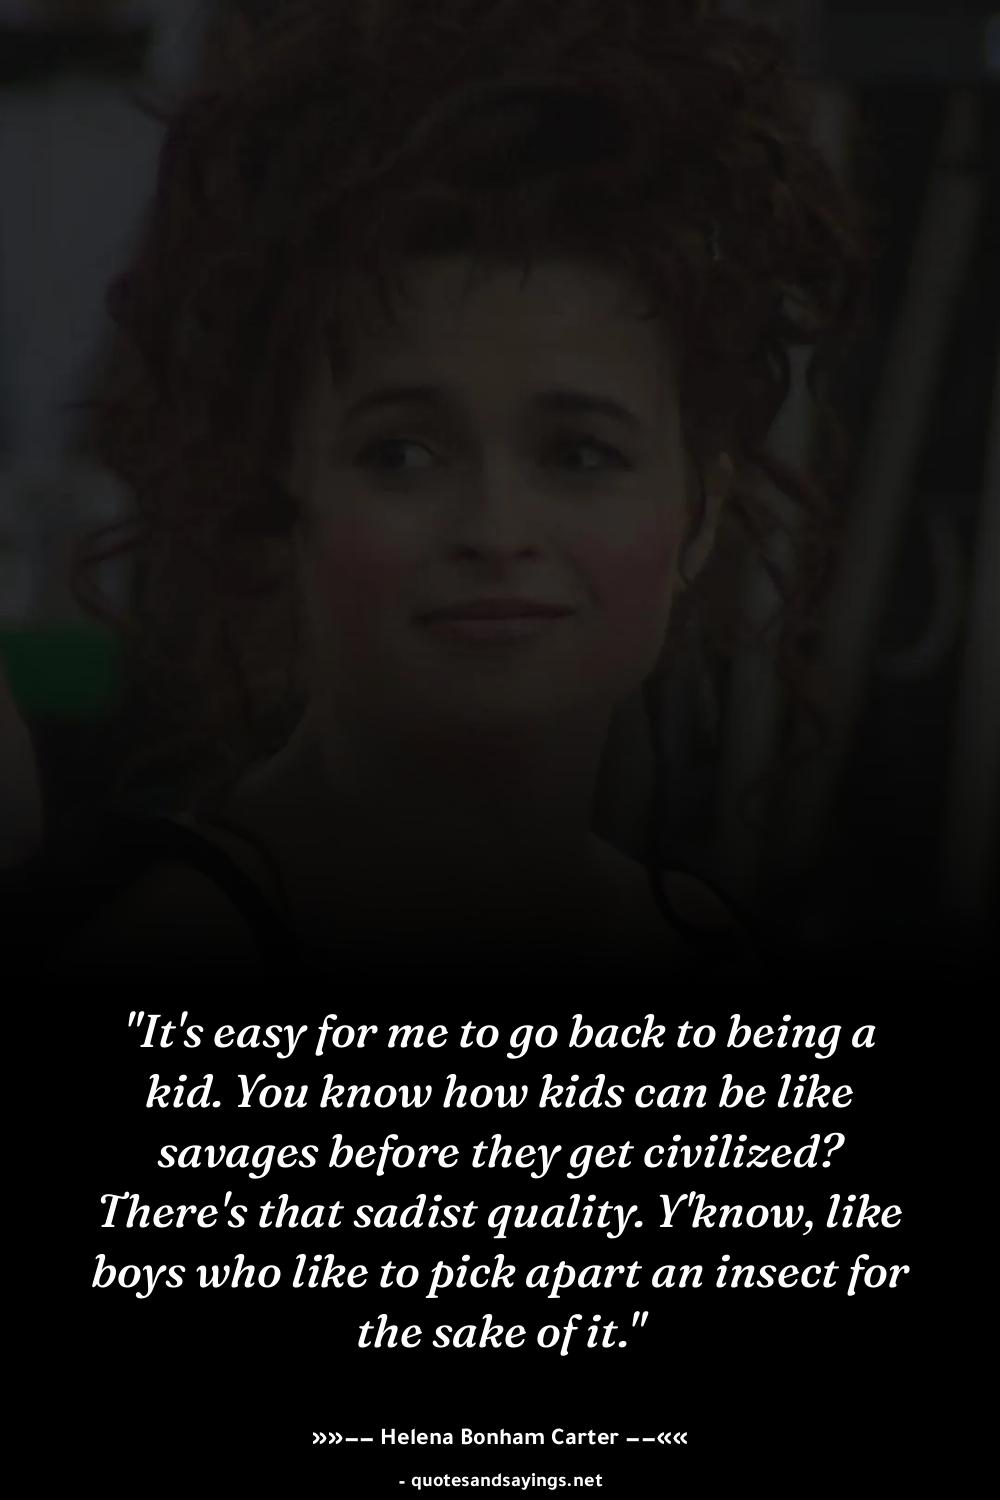 "It's easy for me to go back to being a
kid. You know how kids can be like
savages before they get civilized?
There's that sadist quality. Y'know, like
boys who like to pick apart an insect for
the sake of it."
»»−− Helena Bonham Carter −−««
- quotesandsayings.net